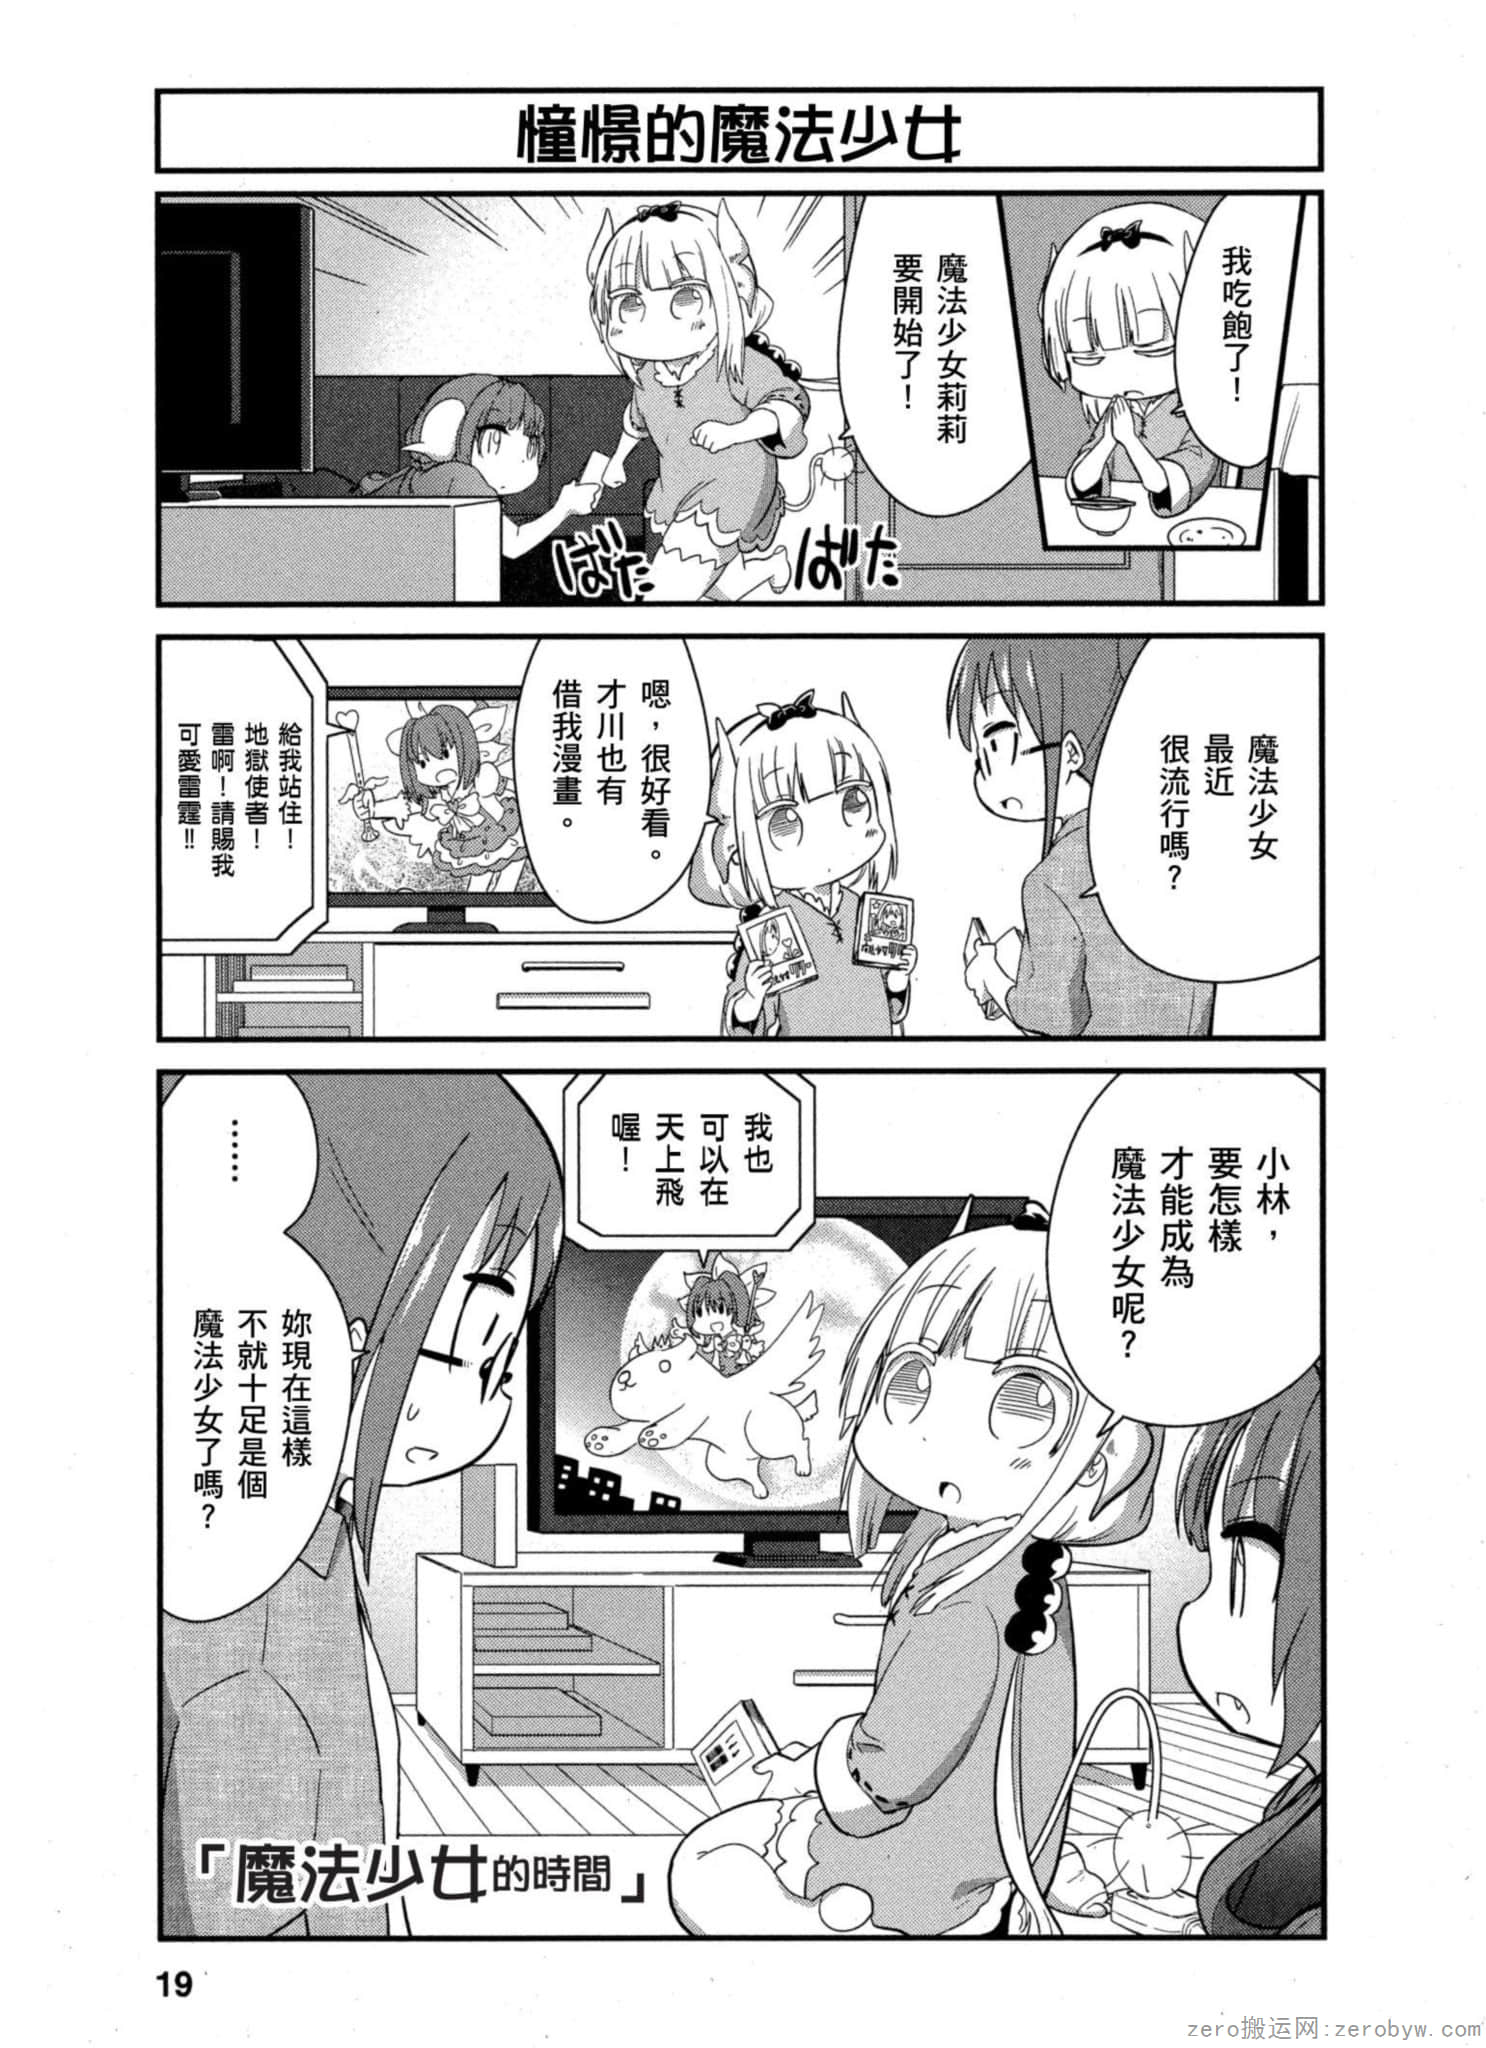 憧憬的魔法少女
我吃飽了！
魔法少女莉莉
要開始了！
ばた
ばた
魔法少女
最近
很流行嗎？
嗯，很好看。
才川也有
借我漫畫。
給我站住！
地獄使者！
雷啊！請賜我
可愛雷霆!!
小林，
要怎樣
才能成為
魔法少女呢？
我也
可以在
天上飛
喔！
……
妳現在這樣
不就十足是個
魔法少女了嗎？
「魔法少女的時間」
19
zero搬运网:zerobyw.com